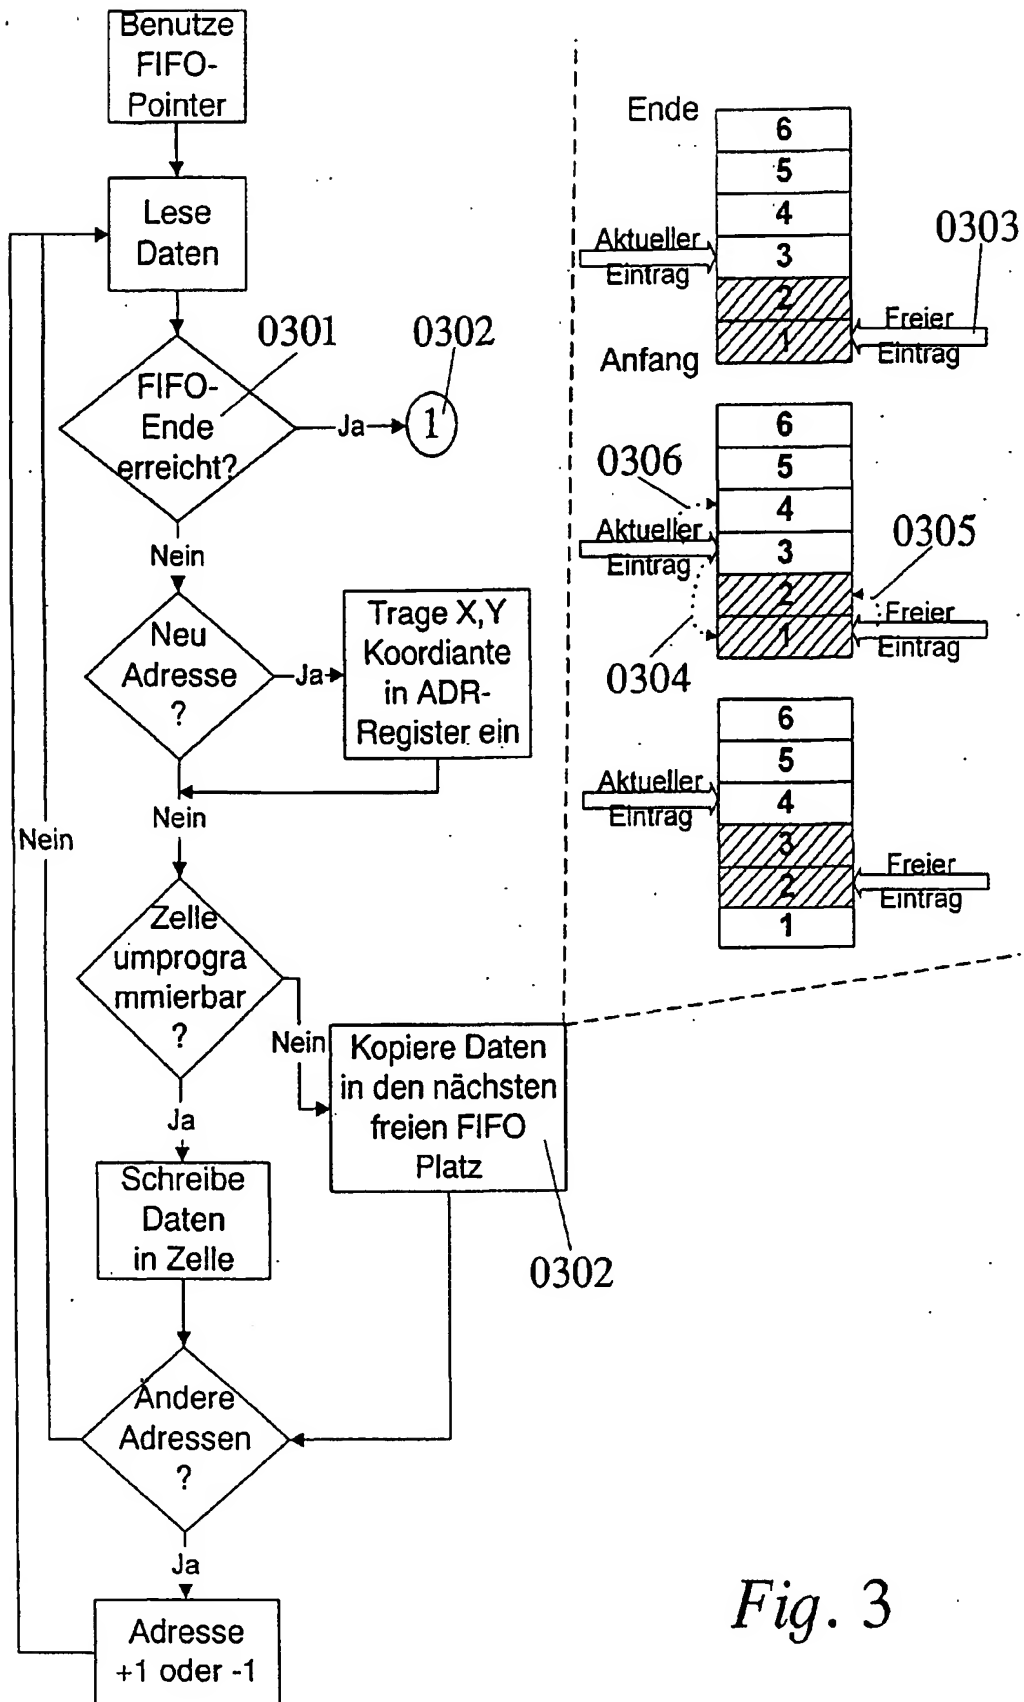 Benutze
FIFO-
Pointer
Lese
Daten
0301
0302
FIFO-
Ende
erreicht?
Ja
1
Nein
Neu
Adresse
?
Ja
Trage X,Y
Koordiante
in ADR-
Register ein
Nein
Nein
Zelle
umprogra
mmierbar
?
Nein
Kopiere Daten
in den nächsten
freien FIFO
Platz
0302
Ja
Schreibe
Daten
in Zelle
Ändere
Adressen
?
Ja
Adresse
+1 oder -1
Ende
6
5
4
3
2
1
Aktueller
Eintrag
0303
Freier
Eintrag
Anfang
6
5
4
3
2
1
0306
Aktueller
Eintrag
0305
Freier
Eintrag
0304
6
5
4
3
2
1
Aktueller
Eintrag
Freier
Eintrag
Fig. 3